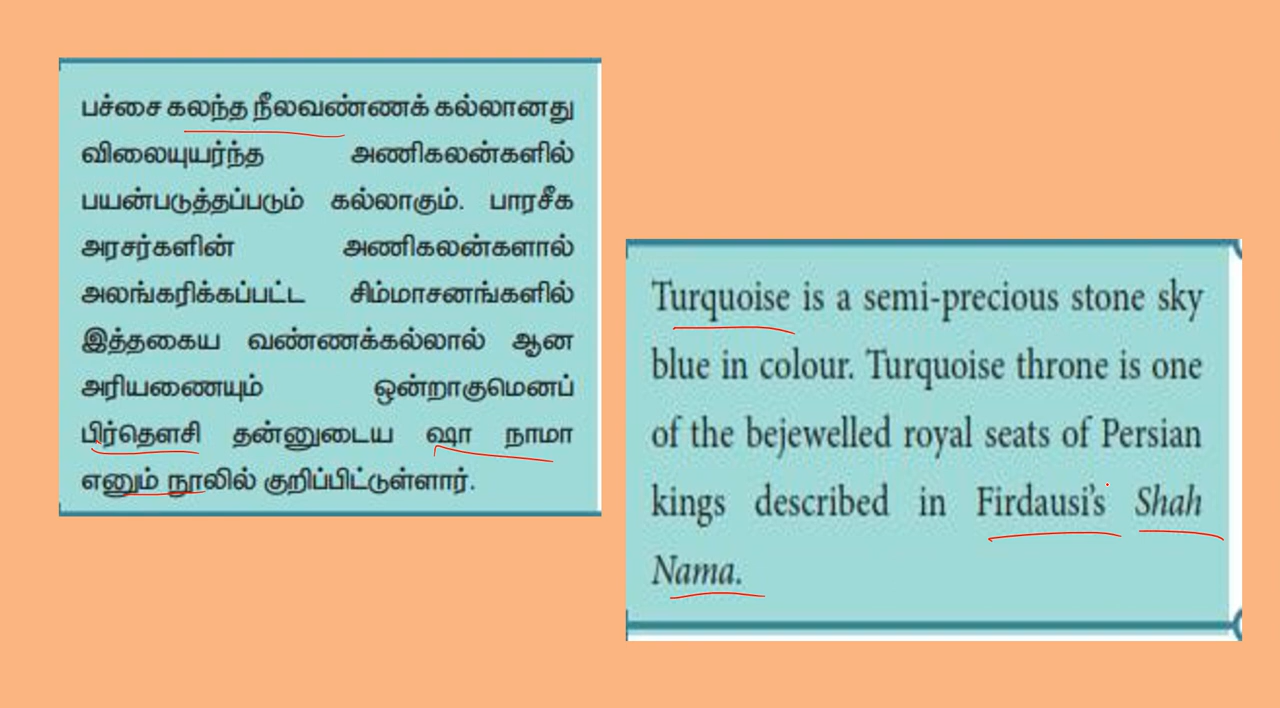 பச்சை கலந்த நீலவண்ணக் கல்லானது
விலையுயர்ந்த அணிகலன்களில்
பயன்படுத்தப்படும் கல்லாகும். பாரசீக
அரசர்களின் அணிகலன்களால்
அலங்கரிக்கப்பட்ட சிம்மாசனங்களில்
இத்தகைய வண்ணக்கல்லால் ஆன
அரியணையும் ஒன்றாகுமெனப்
பிர்தௌசி தன்னுடைய ஷா நாமா
எனும் நூலில் குறிப்பிட்டுள்ளார்.
Turquoise is a semi-precious stone sky
blue in colour. Turquoise throne is one
of the bejewelled royal seats of Persian
kings described in Firdausi’s Shah
Nama.